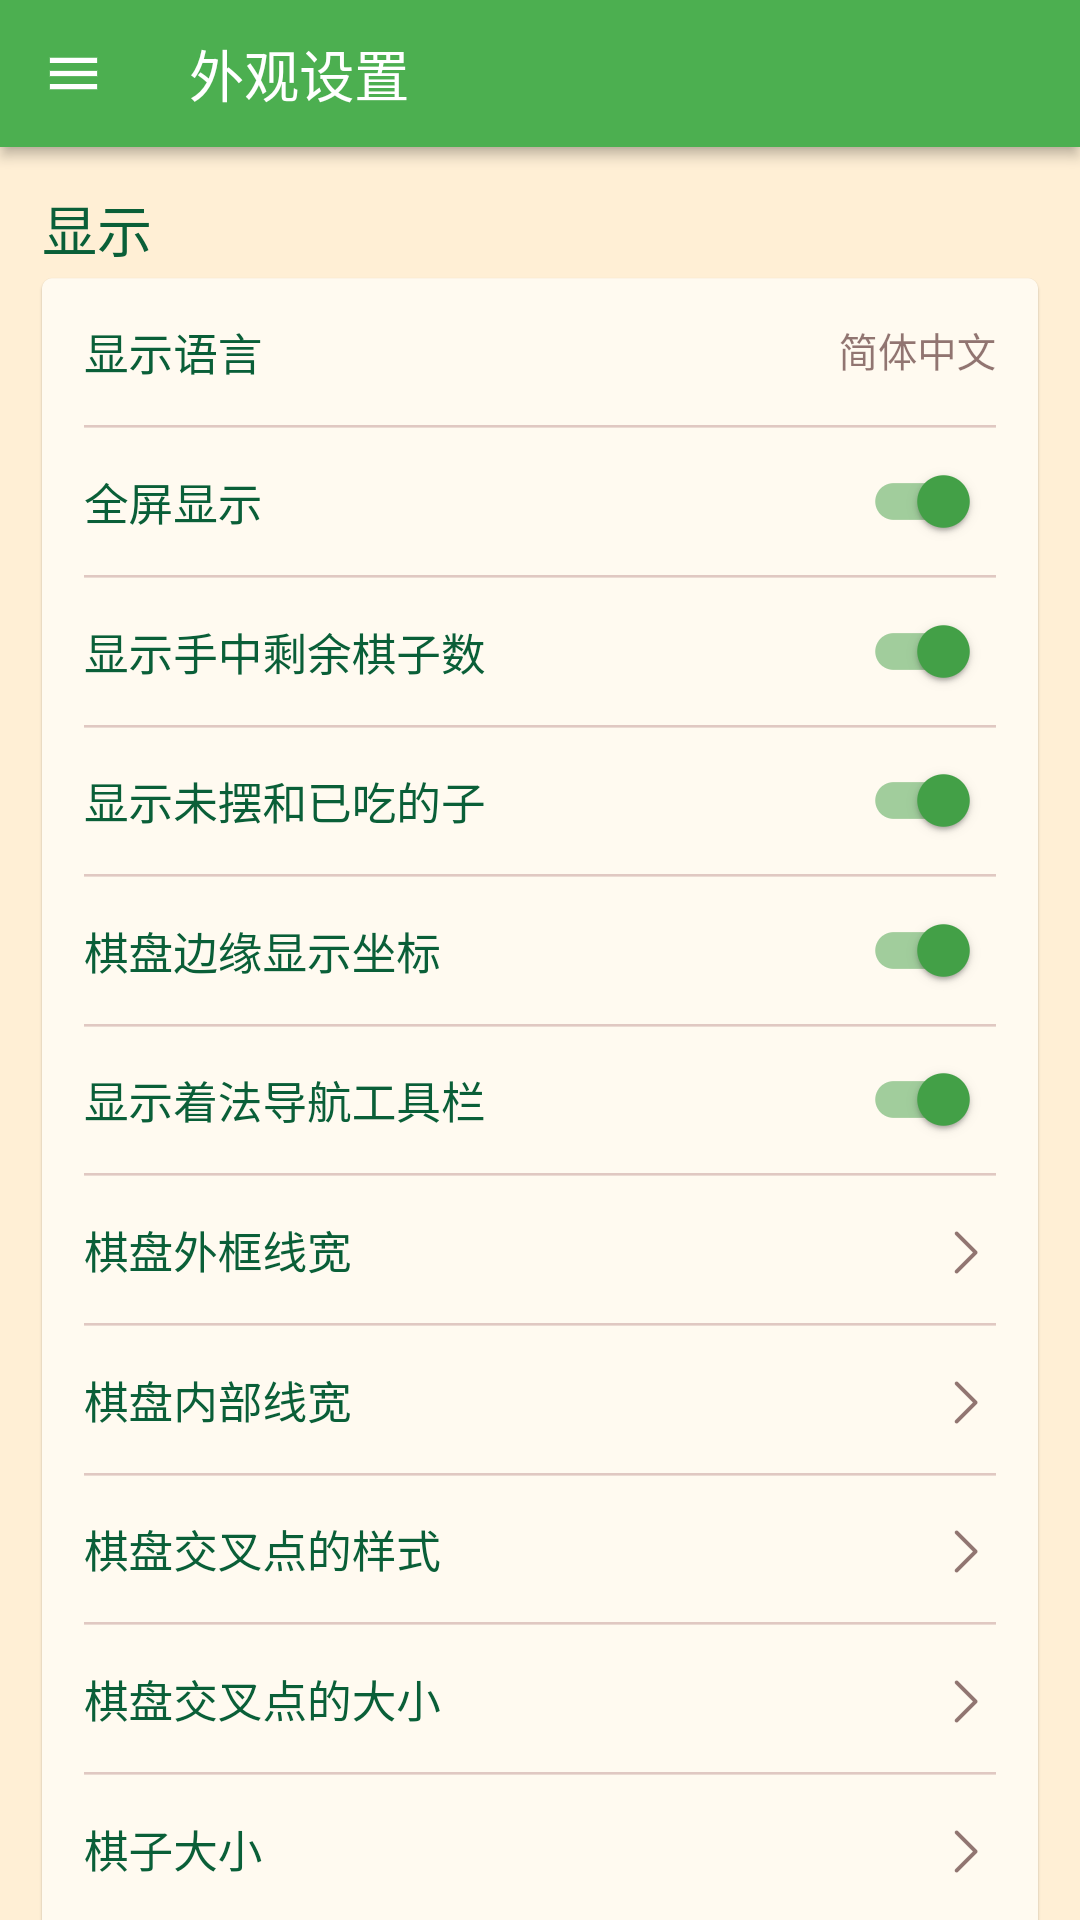 外观设置
显示
显示语言 简体中文
全屏显示
显示手中剩余棋子数
显示未摆和已吃的子
棋盘边缘显示坐标
显示着法导航工具栏
棋盘外框线宽
棋盘内部线宽
棋盘交叉点的样式
棋盘交叉点的大小
棋子大小